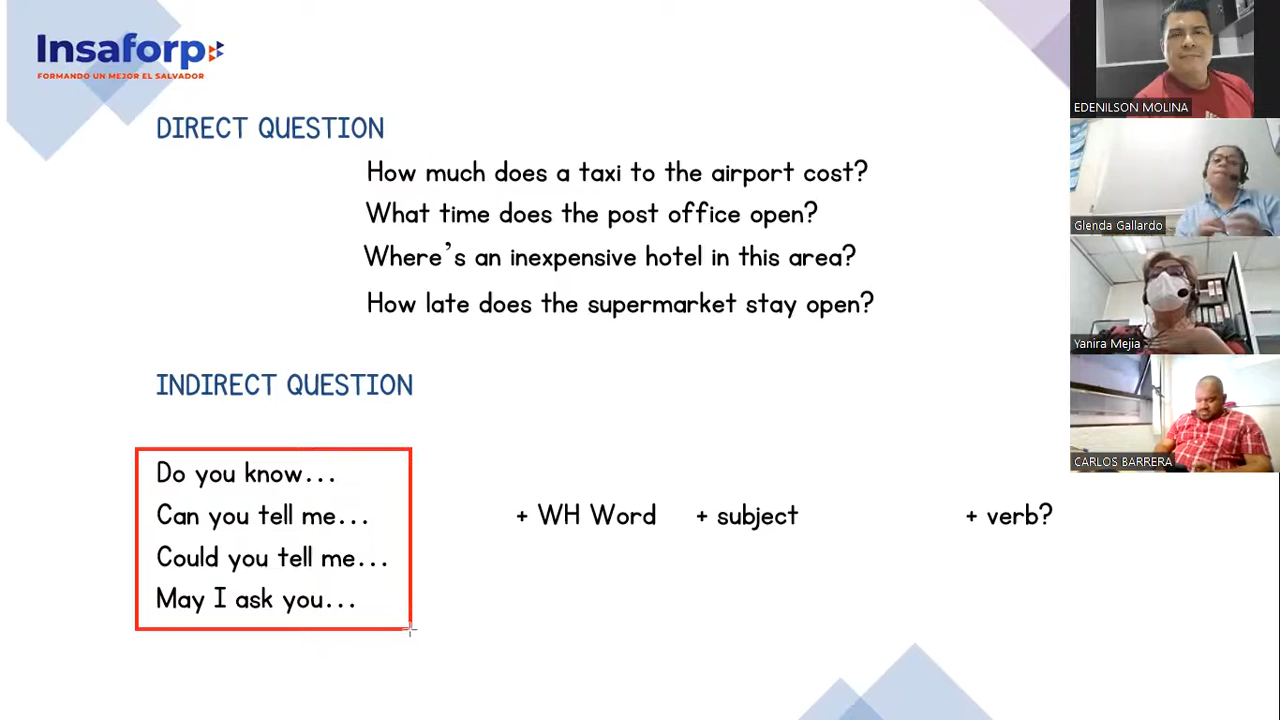 Insaforp
FORMANDO UN MEJOR EL SALVADOR
DIRECT QUESTION
How much does a taxi to the airport cost?
What time does the post office open?
Where's an inexpensive hotel in this area?
How late does the supermarket stay open?
INDIRECT QUESTION
Do you know...
Can you tell me... + WH Word + subject + verb?
Could you tell me...
May I ask you...
EDENILSON MOLINA
Glenda Gallardo
Yanira Mejia
CARLOS BARRERA